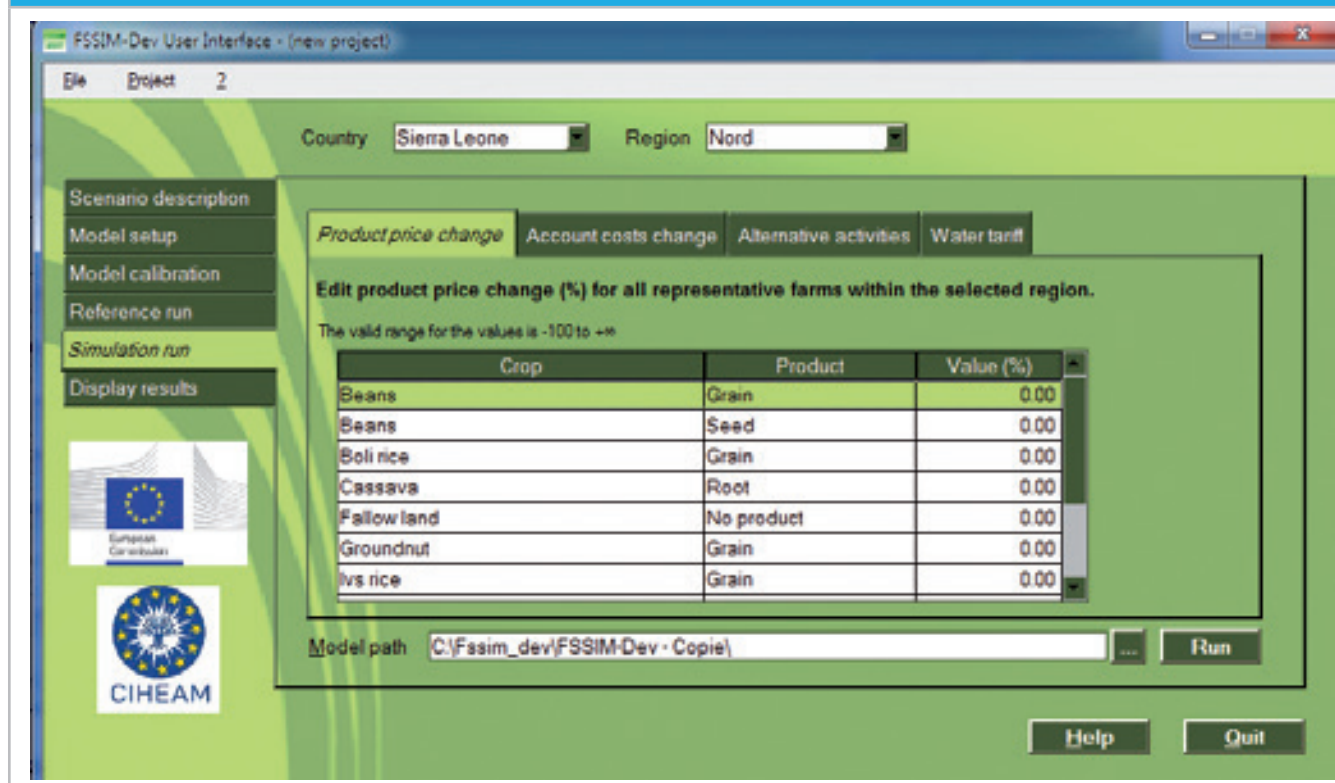 FSSIM-Dev User Interface - (new project)
File Project ?
Country Sierra Leone Region Nord
Scenario description
Model setup
Model calibration
Reference run
Simulation run
Display results
Product price change Account costs change Alternative activities Water tariff
Edit product price change (%) for all representative farms within the selected region.
The valid range for the values is -100 to +∞
Crop Product Value (%)
Beans Grain 0.00
Beans Seed 0.00
Boli rice Grain 0.00
Cassava Root 0.00
Fallow land No product 0.00
Groundnut Grain 0.00
Ivs rice Grain 0.00
European
Commission
CIHEAM
Model path C:\Fssim_dev\FSSIM-Dev - Copie\ ... Run
Help Quit